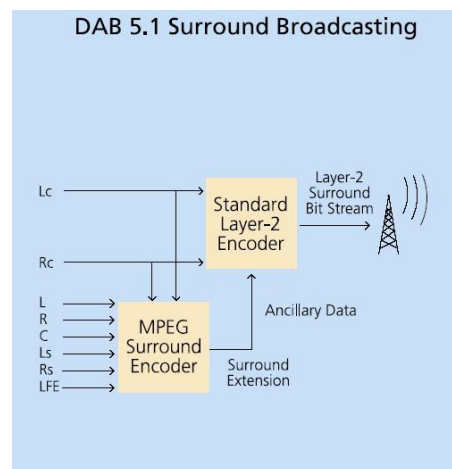 DAB 5.1 Surround Broadcasting
Lc
Rc
Standard
Layer-2
Encoder
Layer-2
Surround
Bit Stream
L
R
C
Ls
Rs
LFE
MPEG
Surround
Encoder
Ancillary Data
Surround
Extension